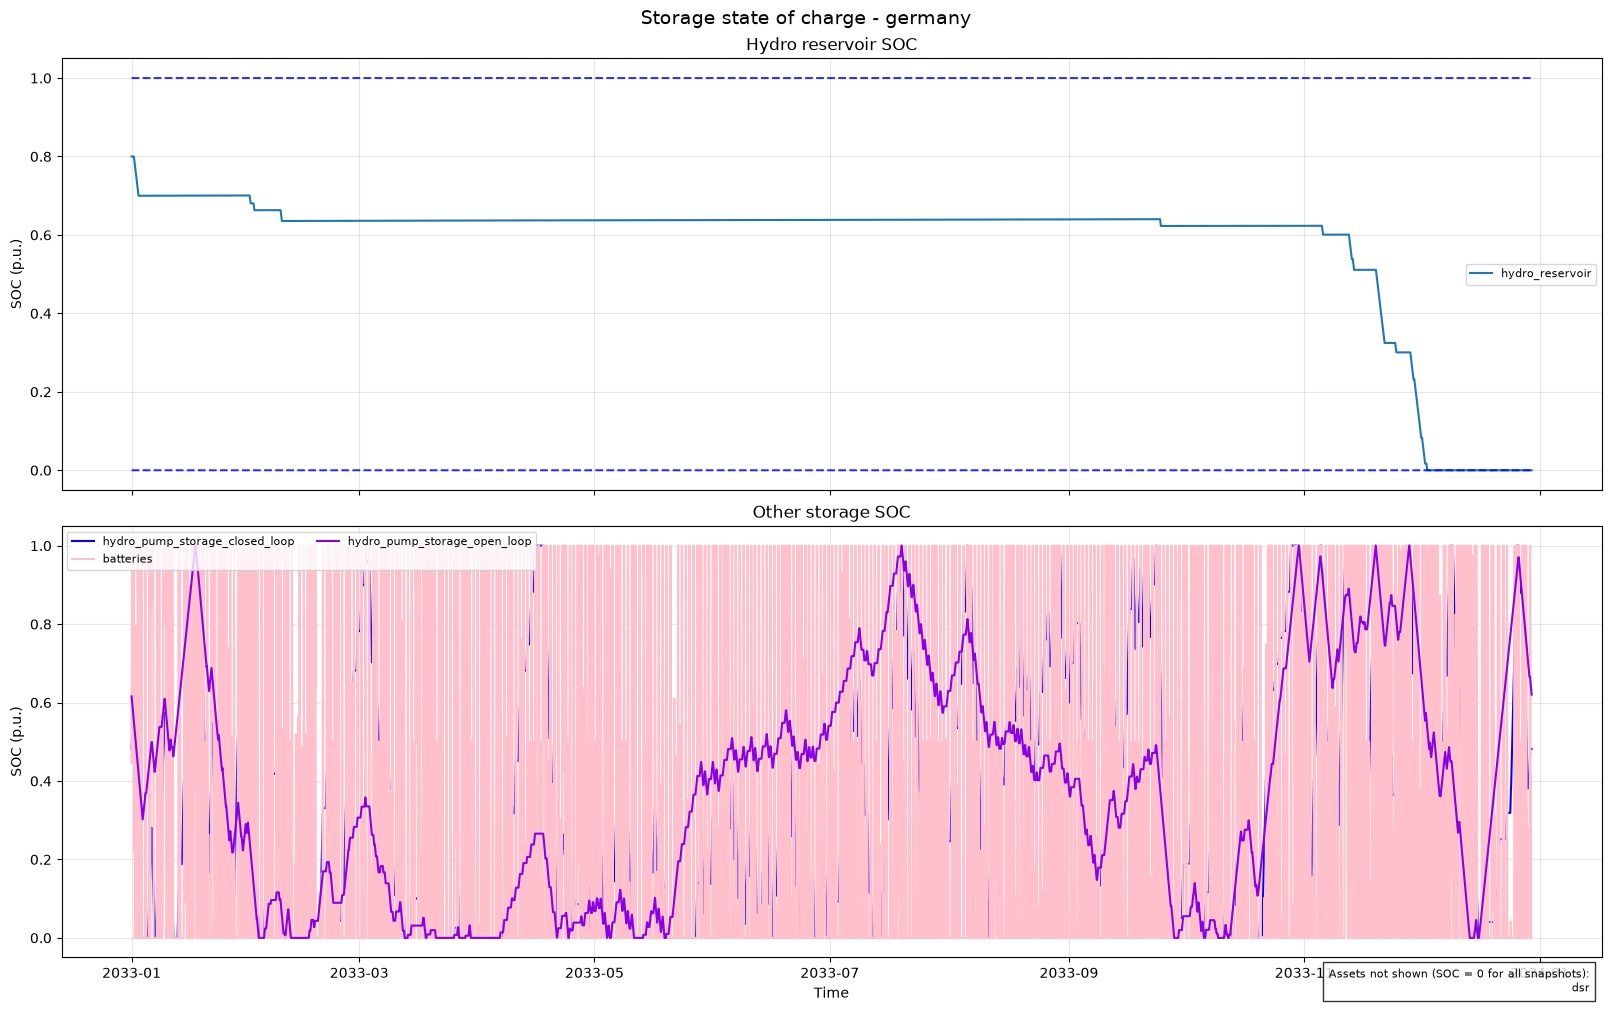 Storage state of charge - germany
Hydro reservoir SOC
1.0
0.8
0.6
0.4
0.2
0.0
SOC (p.u.)
hydro_reservoir
Other storage SOC
hydro_pump_storage_closed_loop
batteries
hydro_pump_storage_open_loop
1.0
0.8
0.6
0.4
0.2
0.0
SOC (p.u.)
2033-01
2033-03
2033-05
2033-07
2033-09
2033-1
Time
Assets not shown (SOC = 0 for all snapshots):
dsr